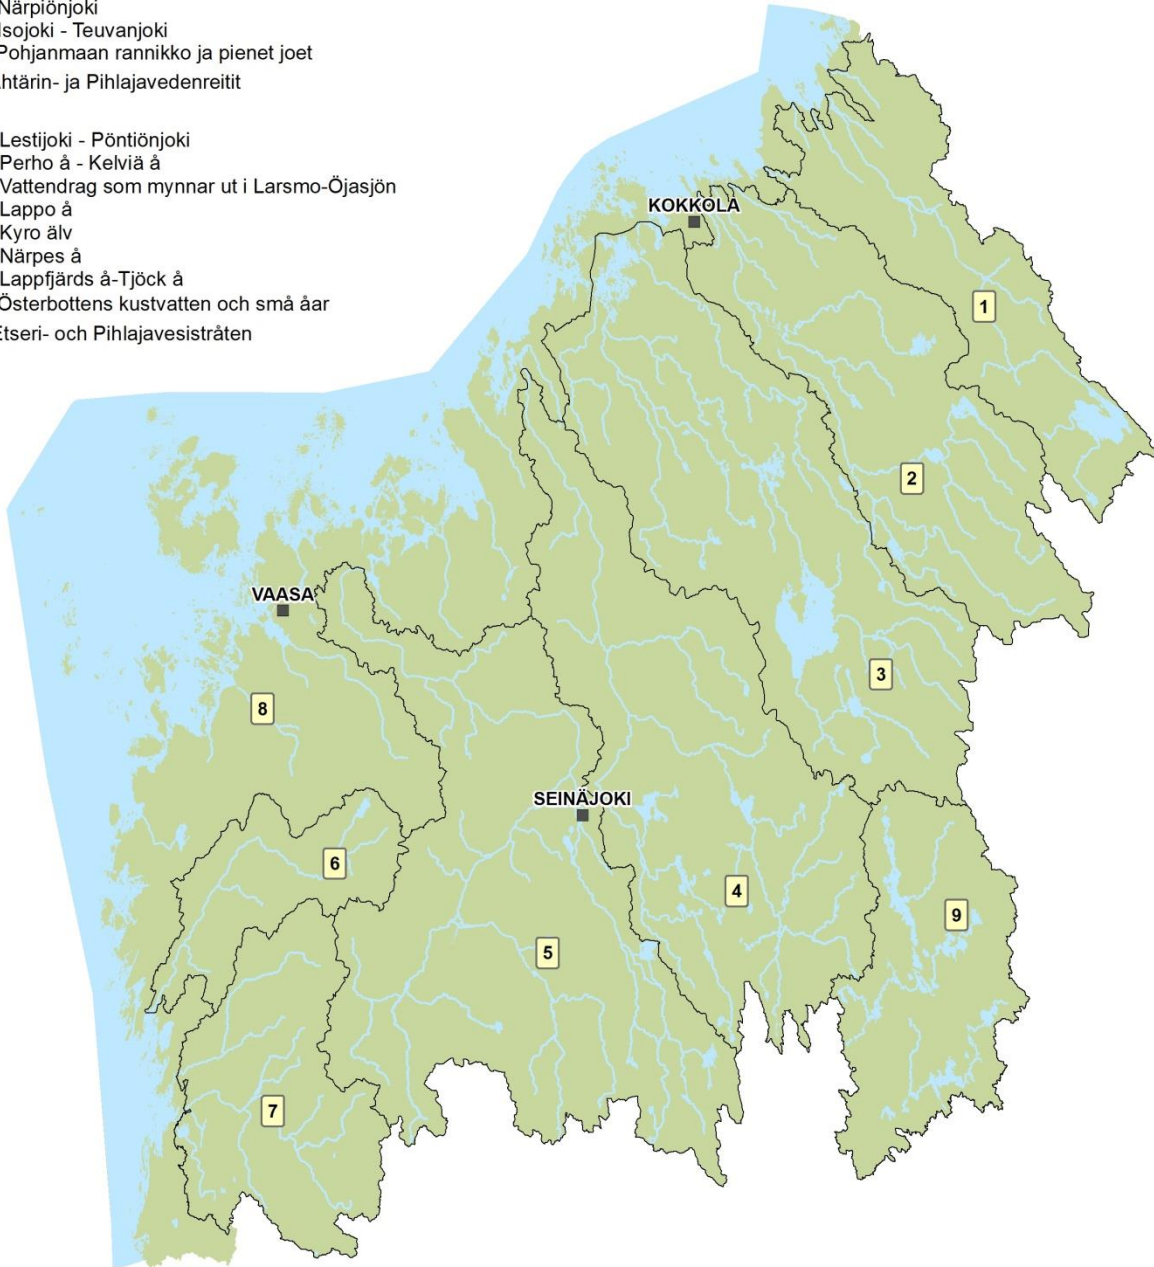 Närpiönjoki
Isojoki - Teuvanjoki
Pohjanmaan rannikko ja pienet joet
htärin- ja Pihlajavedenreitit
Lestijoki - Pöntiönjoki
Perho å - Kelviä å
Vattendrag som mynnar ut i Larsmo-Öjasjön
Lappo å
Kyro älv
Närpes å
Lappfjärds å-Tjöck å
Österbottens kustvatten och små åar
Etseri- och Pihlajavesistråten
KOKKOLA
1
2
VAASA
3
8
SEINÄJOKI
6
4
9
5
7